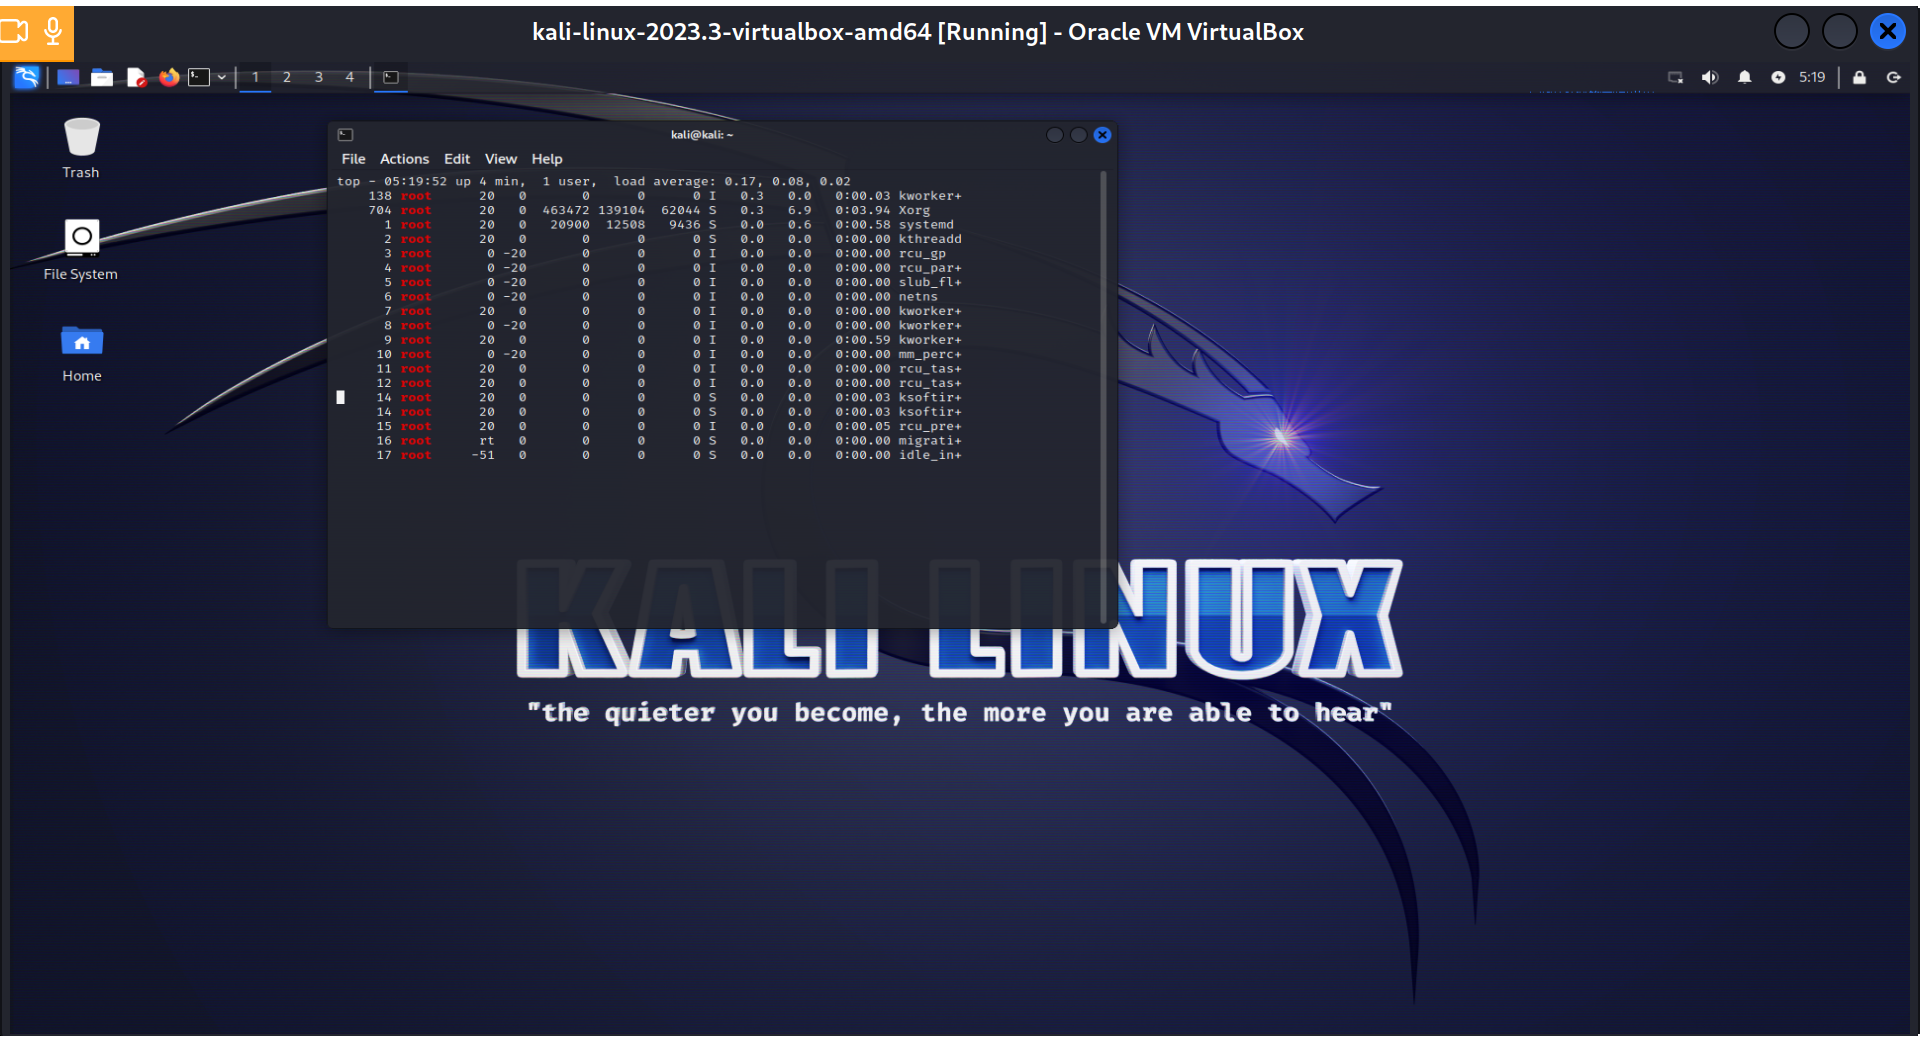 kali-linux-2023.3-virtualbox-amd64 [Running] - Oracle VM VirtualBox
1 2 3 4
5:19
Trash
File System
Home
kali@kali: ~
File Actions Edit View Help
top - 05:19:52 up 4 min, 1 user, load average: 0.17, 0.08, 0.02
138 root 20 0 0 0 0 I 0.3 0.0 0:00.03 kworker+
704 root 20 0 463472 139104 62044 S 0.3 6.9 0:03.94 Xorg
1 root 20 0 20900 12508 9436 S 0.0 0.6 0:00.58 systemd
2 root 20 0 0 0 0 S 0.0 0.0 0:00.00 kthreadd
3 root 0 -20 0 0 0 I 0.0 0.0 0:00.00 rcu_gp
4 root 0 -20 0 0 0 I 0.0 0.0 0:00.00 rcu_par+
5 root 0 -20 0 0 0 I 0.0 0.0 0:00.00 slub_fl+
6 root 0 -20 0 0 0 I 0.0 0.0 0:00.00 netns
7 root 20 0 0 0 0 I 0.0 0.0 0:00.00 kworker+
8 root 0 -20 0 0 0 I 0.0 0.0 0:00.00 kworker+
9 root 20 0 0 0 0 I 0.0 0.0 0:00.59 kworker+
10 root 0 -20 0 0 0 I 0.0 0.0 0:00.00 mm_perc+
11 root 20 0 0 0 0 I 0.0 0.0 0:00.00 rcu_tas+
12 root 20 0 0 0 0 I 0.0 0.0 0:00.00 rcu_tas+
14 root 20 0 0 0 0 S 0.0 0.0 0:00.03 ksoftir+
14 root 20 0 0 0 0 S 0.0 0.0 0:00.03 ksoftir+
15 root 20 0 0 0 0 I 0.0 0.0 0:00.05 rcu_pre+
16 root rt 0 0 0 0 S 0.0 0.0 0:00.00 migrati+
17 root -51 0 0 0 0 S 0.0 0.0 0:00.00 idle_in+
KALI LINUX
"the quieter you become, the more you are able to hear"